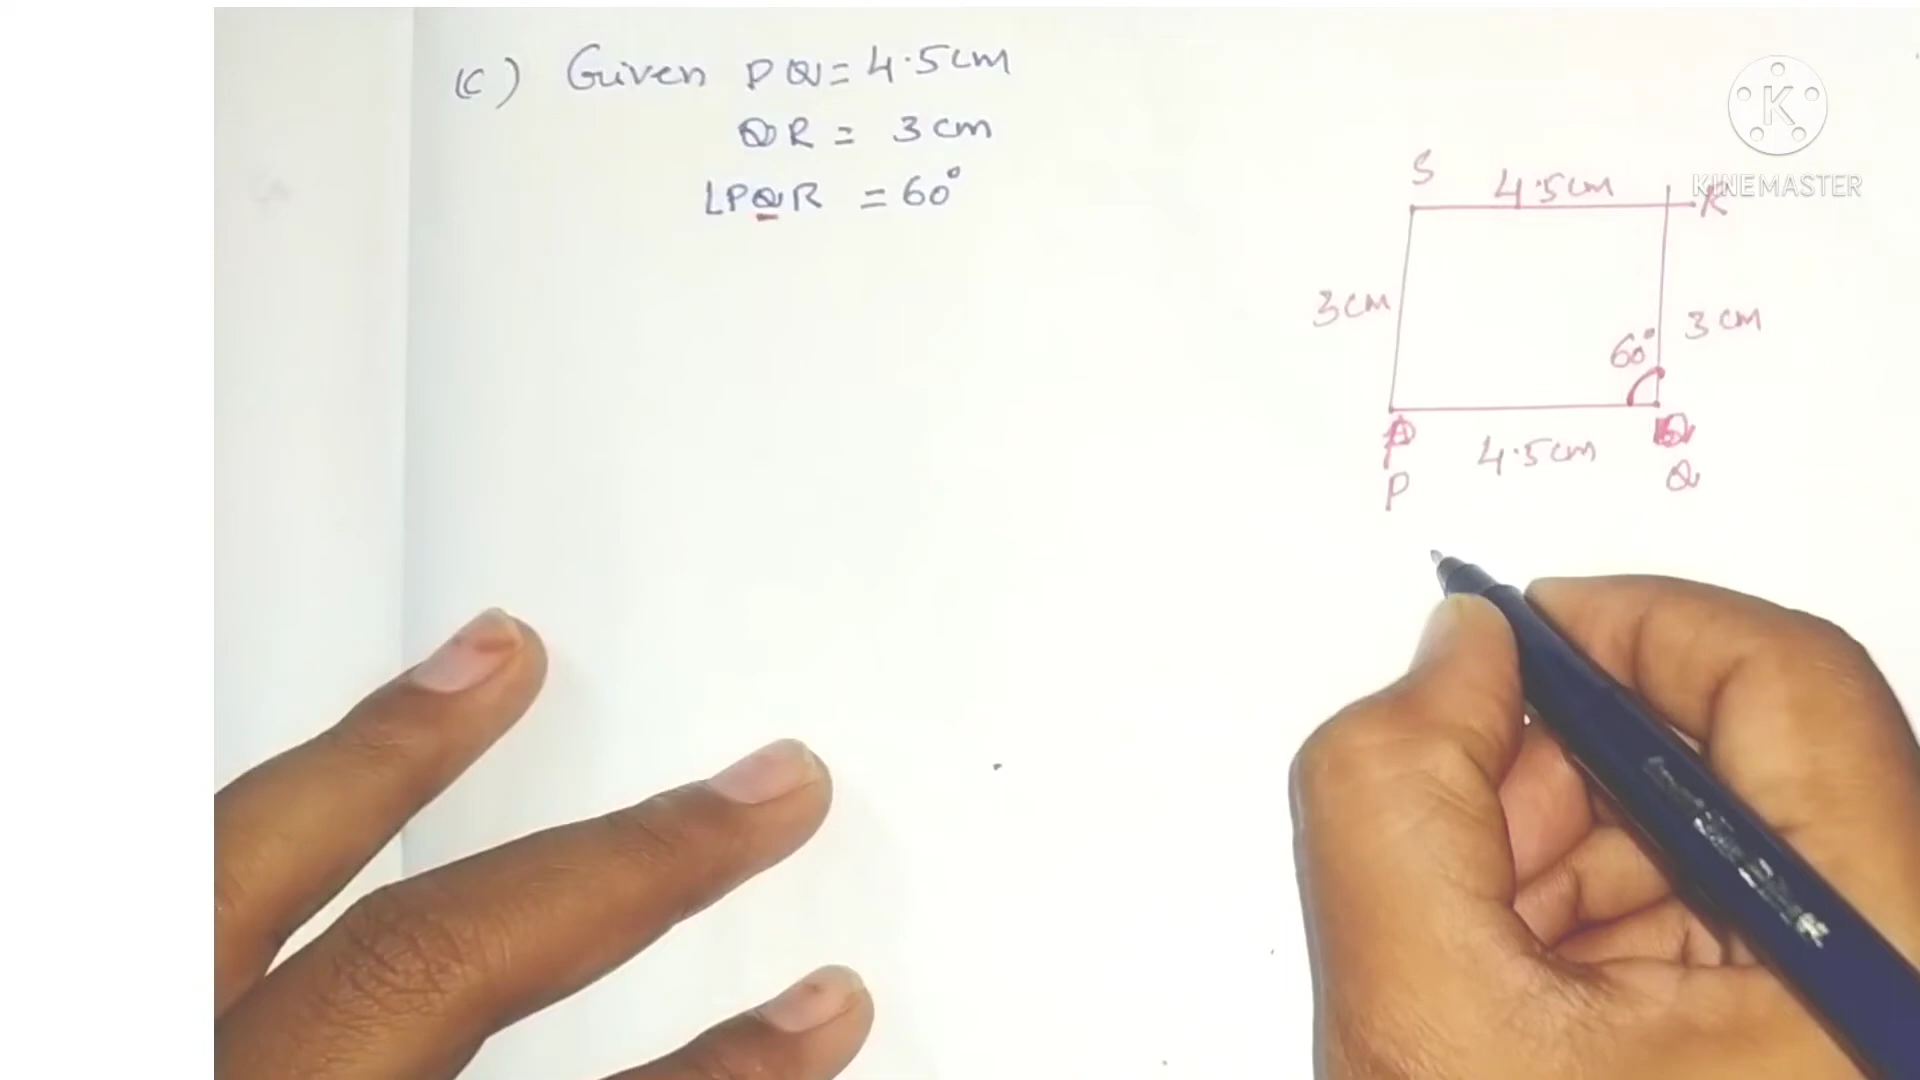 (c) Given PQ = 4.5cm
QR = 3cm
∠PQR = 60°
K
KINEMASTER
S
4.5cm
R
3cm
60°
3cm
4.5cm
P
Q